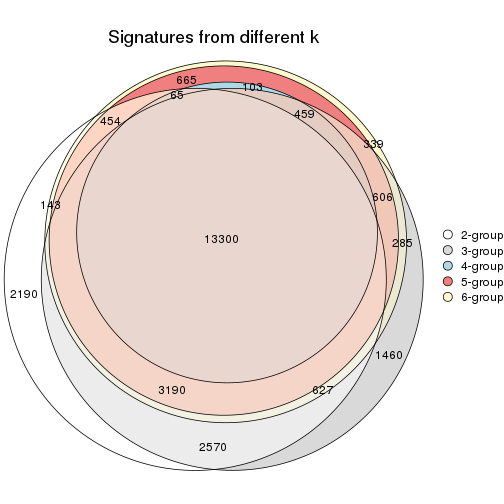 Signatures from different k
665
103
65
454
459
339
143
606
13300
285
2190
1460
3190
627
2570
2-group
3-group
4-group
5-group
6-group